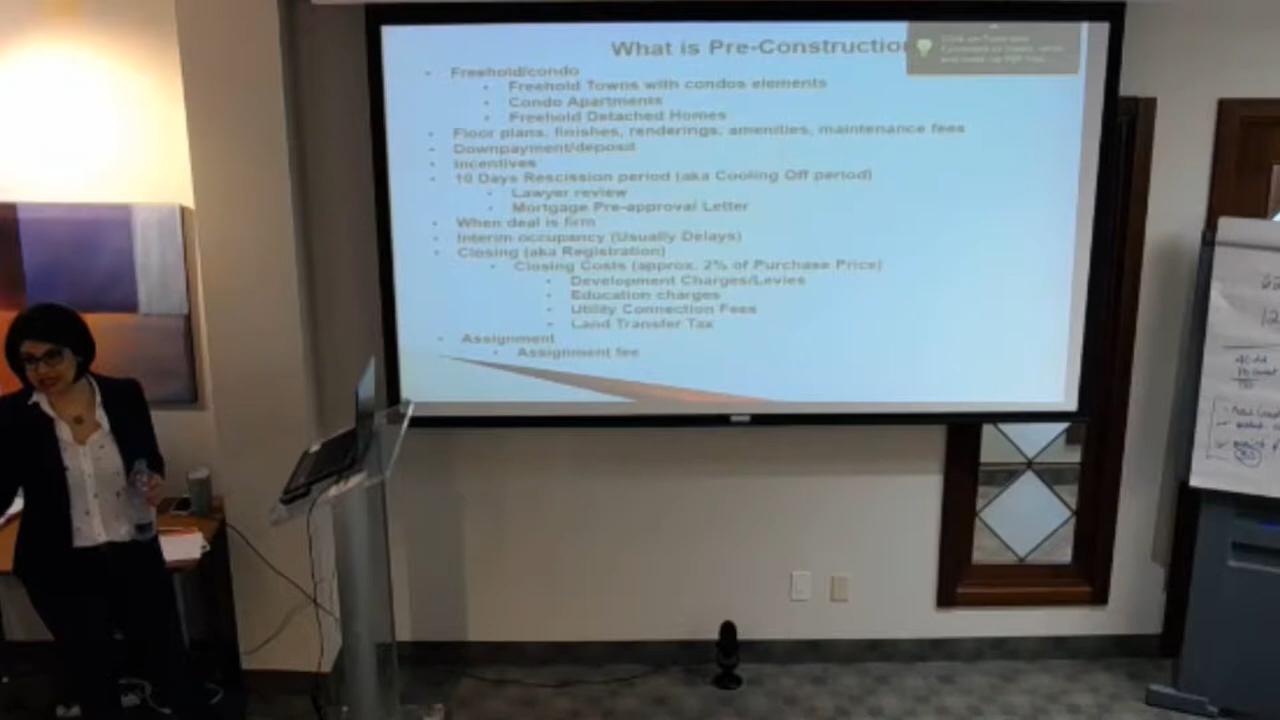 What is Pre-Construction
Freehold/condo
Freehold Towns with condos elements
Condo Apartments
Freehold Detached Homes
Floor plans, finishes, renderings, amenities, maintenance fees
Downpayment/deposit
Incentives
10 Days Rescission period (aka Cooling Off period)
Lawyer review
Mortgage Pre-approval Letter
When deal is firm
Interim occupancy (Usually Delays)
Closing (aka Registration)
Closing Costs (approx. 2% of Purchase Price)
Development Charges/Levies
Education charges
Utility Connection Fees
Land Transfer Tax
Assignment
Assignment fee